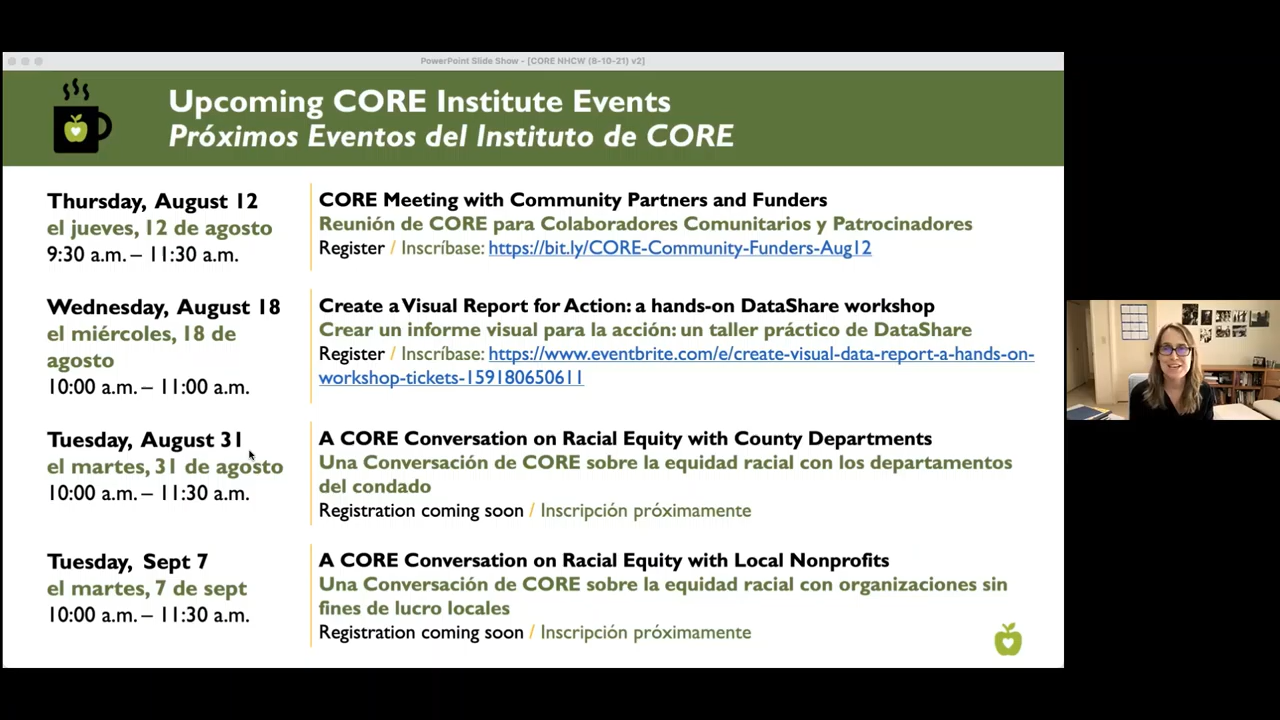 PowerPoint Slide Show - [CORE NHCW (8-10-21) v2]
Upcoming CORE Institute Events
Próximos Eventos del Instituto de CORE
Thursday, August 12
el jueves, 12 de agosto
9:30 a.m. – 11:30 a.m.
CORE Meeting with Community Partners and Funders
Reunión de CORE para Colaboradores Comunitarios y Patrocinadores
Register / Inscríbase: https://bit.ly/CORE-Community-Funders-Aug12
Wednesday, August 18
el miércoles, 18 de
agosto
10:00 a.m. – 11:00 a.m.
Create a Visual Report for Action: a hands-on DataShare workshop
Crear un informe visual para la acción: un taller práctico de DataShare
Register / Inscríbase: https://www.eventbrite.com/e/create-visual-data-report-a-hands-on-
workshop-tickets-159180650611
Tuesday, August 31
el martes, 31 de agosto
10:00 a.m. – 11:30 a.m.
A CORE Conversation on Racial Equity with County Departments
Una Conversación de CORE sobre la equidad racial con los departamentos
del condado
Registration coming soon / Inscripción próximamente
Tuesday, Sept 7
el martes, 7 de sept
10:00 a.m. – 11:30 a.m.
A CORE Conversation on Racial Equity with Local Nonprofits
Una Conversación de CORE sobre la equidad racial con organizaciones sin
fines de lucro locales
Registration coming soon / Inscripción próximamente